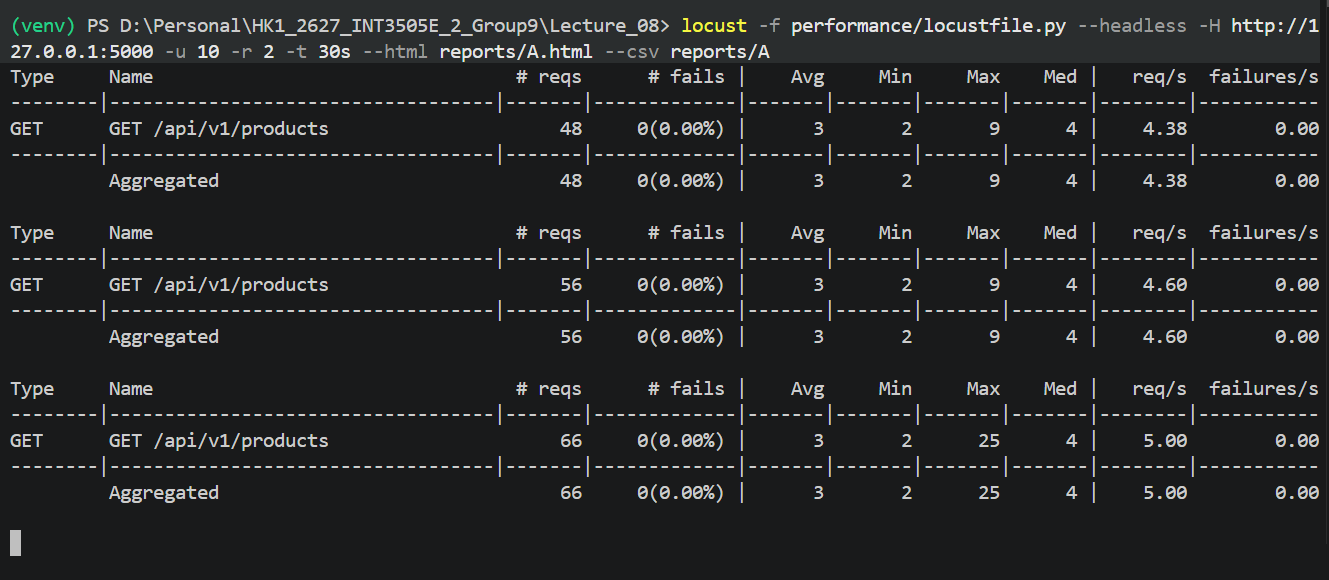 (venv) PS D:\Personal\HK1_2627_INT3505E_2_Group9\Lecture_08> locust -f performance/locustfile.py --headless -H http://1
27.0.0.1:5000 -u 10 -r 2 -t 30s --html reports/A.html --csv reports/A
Type     Name                               # reqs      # fails |    Avg     Min     Max    Med |   req/s  failures/s
--------|-----------------------------------|-------|-------------|-------|-------|-------|-------|--------|-----------
GET      GET /api/v1/products                   48     0(0.00%) |      3       2       9      4 |    4.38        0.00
--------|-----------------------------------|-------|-------------|-------|-------|-------|-------|--------|-----------
         Aggregated                             48     0(0.00%) |      3       2       9      4 |    4.38        0.00
Type     Name                               # reqs      # fails |    Avg     Min     Max    Med |   req/s  failures/s
--------|-----------------------------------|-------|-------------|-------|-------|-------|-------|--------|-----------
GET      GET /api/v1/products                   56     0(0.00%) |      3       2       9      4 |    4.60        0.00
--------|-----------------------------------|-------|-------------|-------|-------|-------|-------|--------|-----------
         Aggregated                             56     0(0.00%) |      3       2       9      4 |    4.60        0.00
Type     Name                               # reqs      # fails |    Avg     Min     Max    Med |   req/s  failures/s
--------|-----------------------------------|-------|-------------|-------|-------|-------|-------|--------|-----------
GET      GET /api/v1/products                   66     0(0.00%) |      3       2      25      4 |    5.00        0.00
--------|-----------------------------------|-------|-------------|-------|-------|-------|-------|--------|-----------
         Aggregated                             66     0(0.00%) |      3       2      25      4 |    5.00        0.00